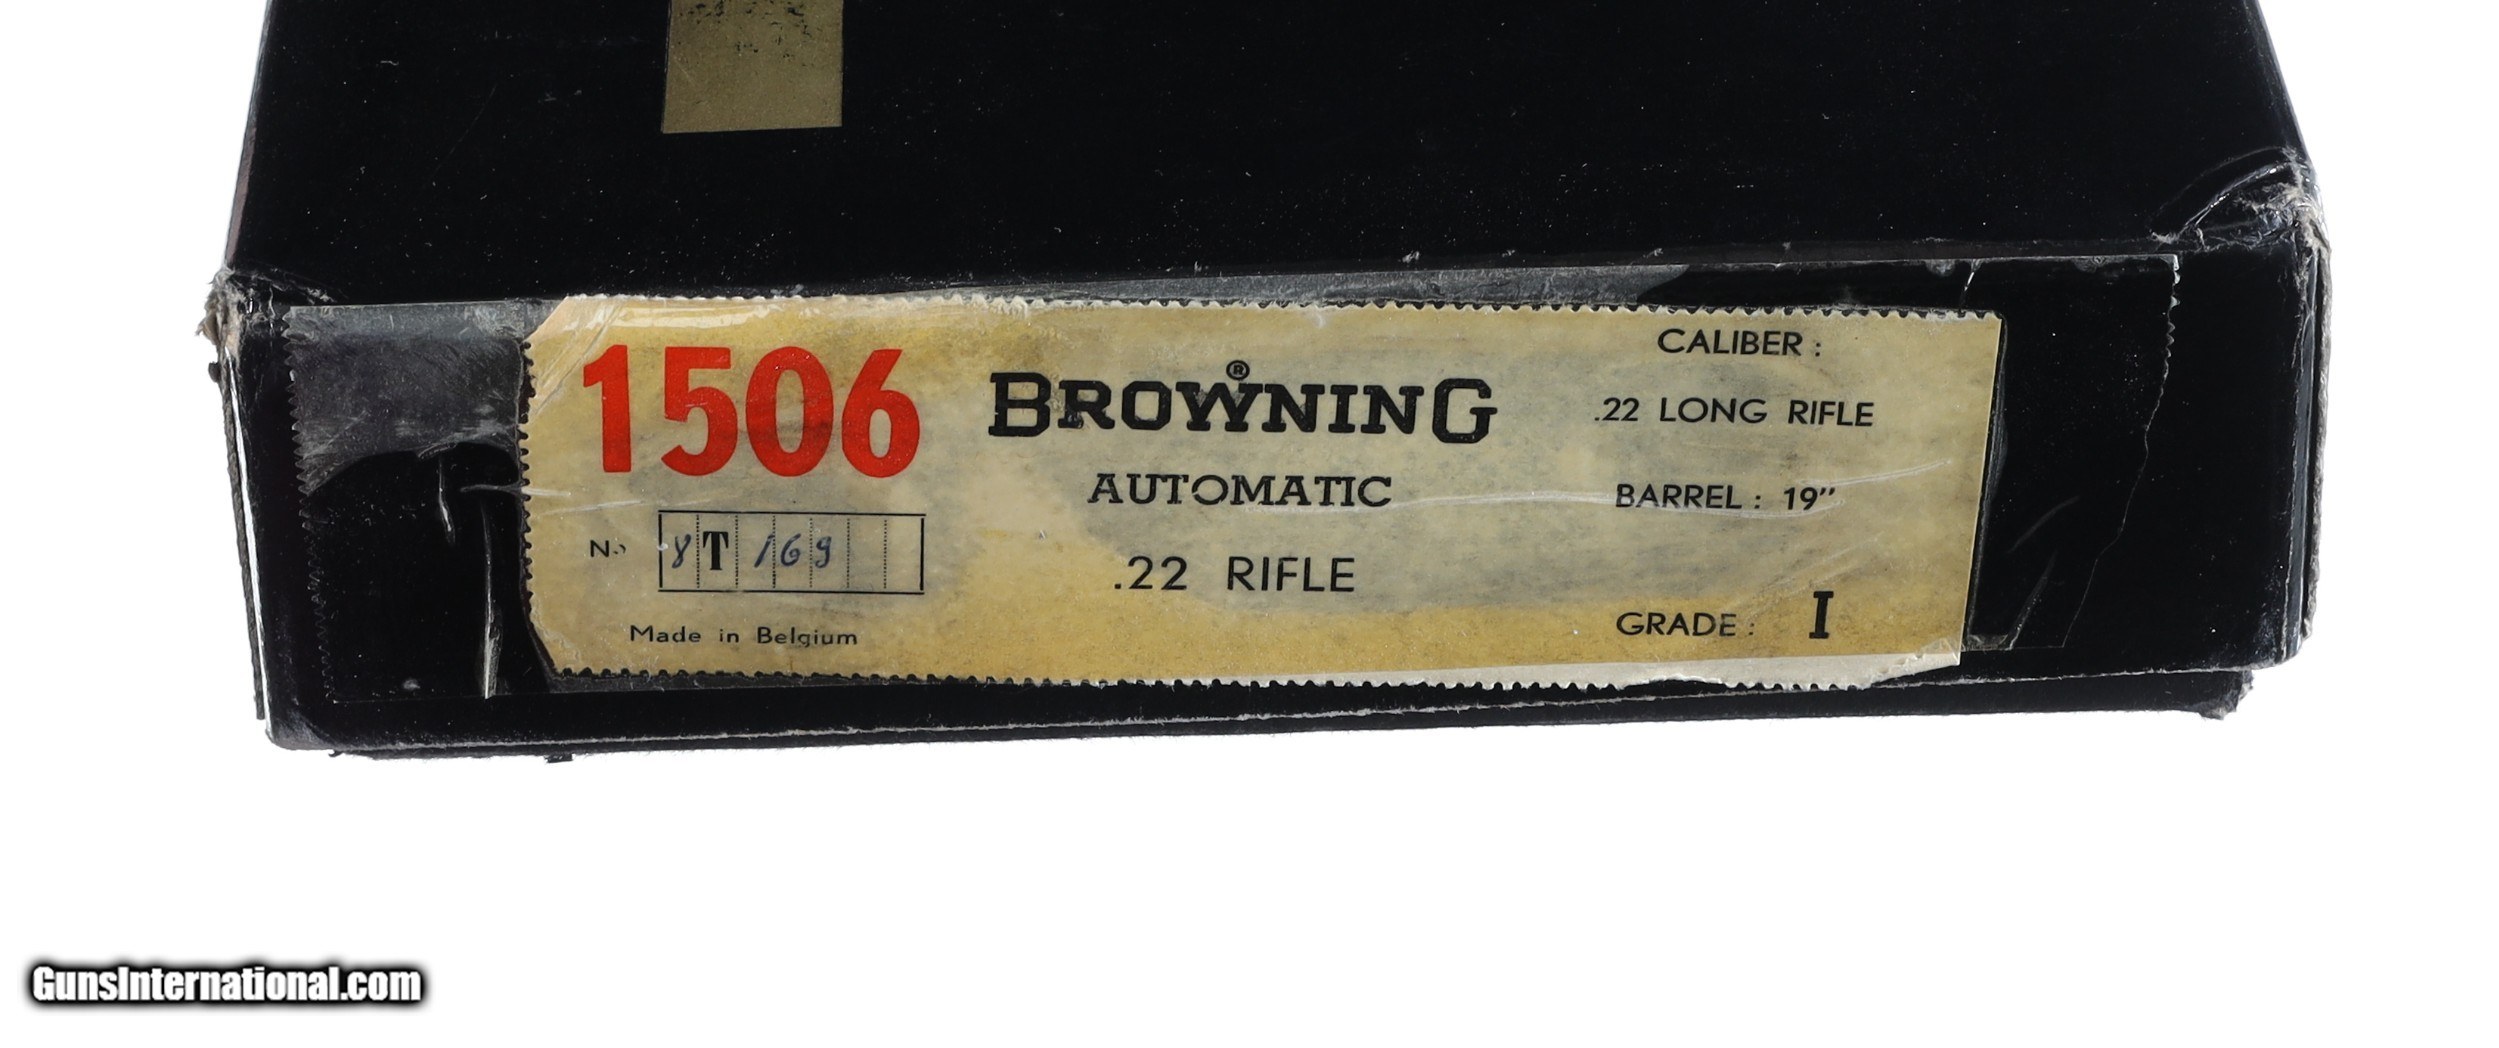 1506
BROWNING®
AUTOMATIC
.22 RIFLE
No 8T 169
Made in Belgium
CALIBER :
.22 LONG RIFLE
BARREL : 19"
GRADE : I
GunsInternational.com